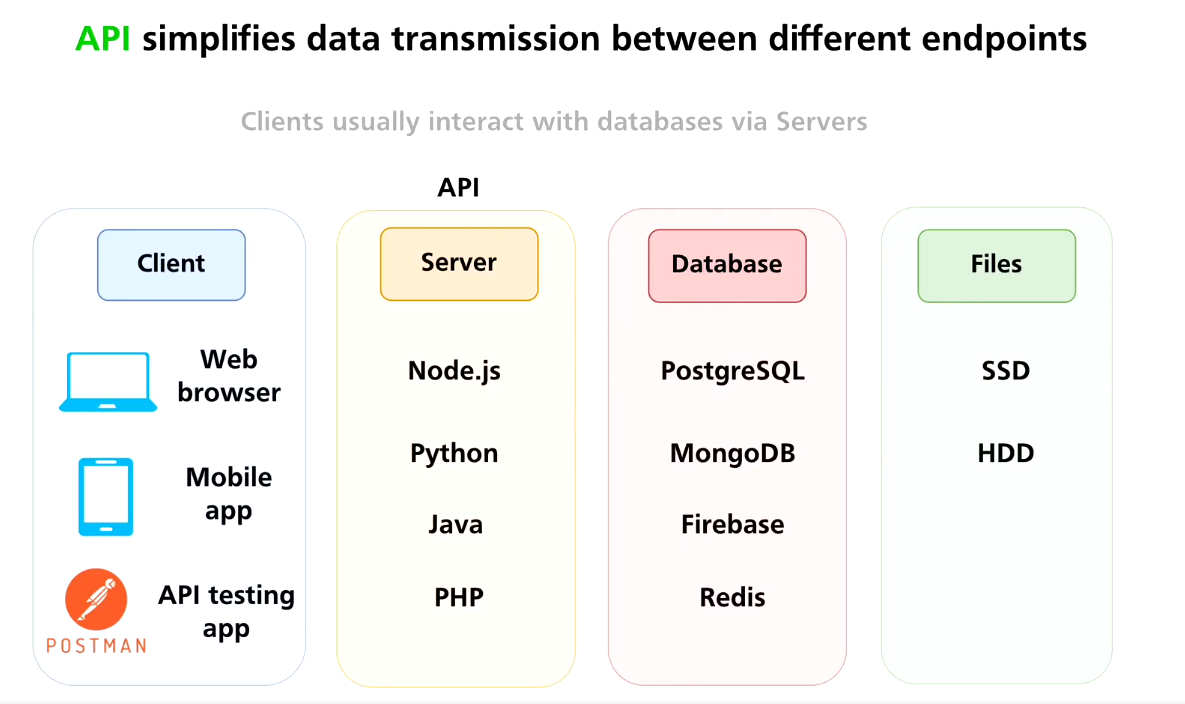 API simplifies data transmission between different endpoints
Clients usually interact with databases via Servers
API
Client
Web
browser
Mobile
app
POSTMAN
API testing
app
Server
Node.js
Python
Java
PHP
Database
PostgreSQL
MongoDB
Firebase
Redis
Files
SSD
HDD